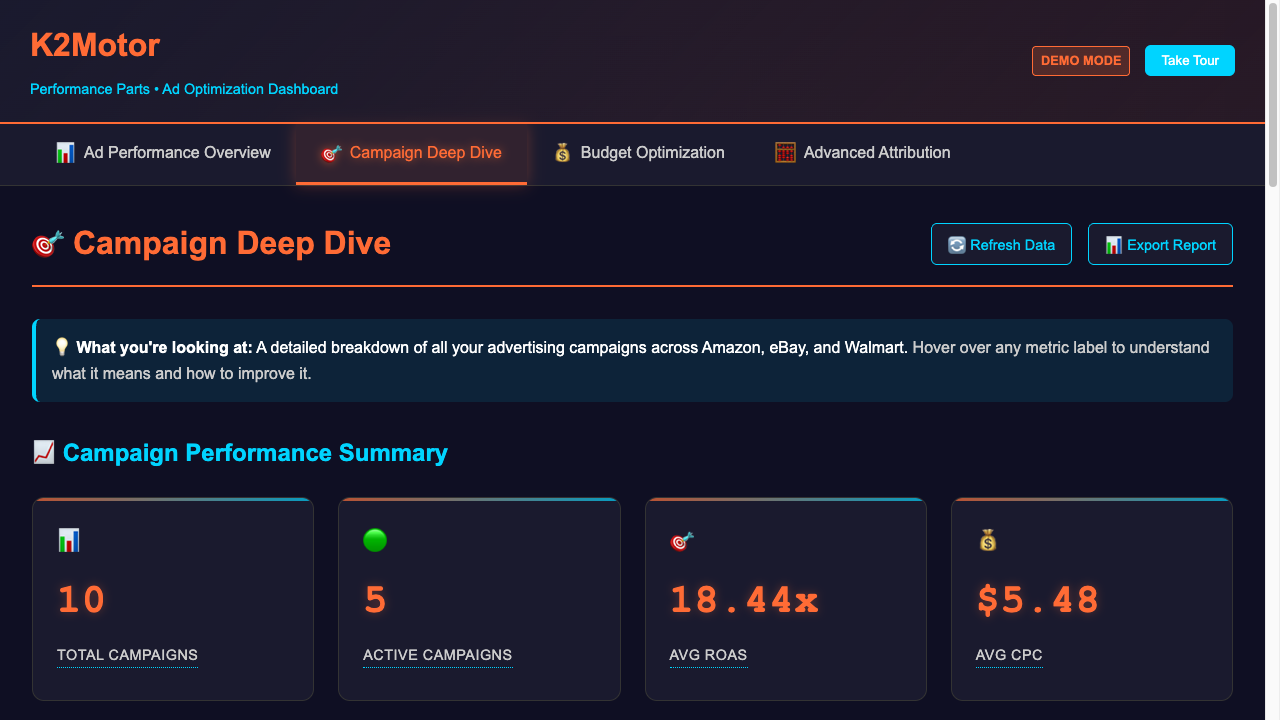 K2Motor
Performance Parts • Ad Optimization Dashboard
DEMO MODE
Take Tour
Ad Performance Overview
Campaign Deep Dive
Budget Optimization
Advanced Attribution
Campaign Deep Dive
Refresh Data
Export Report
What you're looking at: A detailed breakdown of all your advertising campaigns across Amazon, eBay, and Walmart. Hover over any metric label to understand
what it means and how to improve it.
Campaign Performance Summary
10
TOTAL CAMPAIGNS
5
ACTIVE CAMPAIGNS
18.44x
AVG ROAS
$5.48
AVG CPC